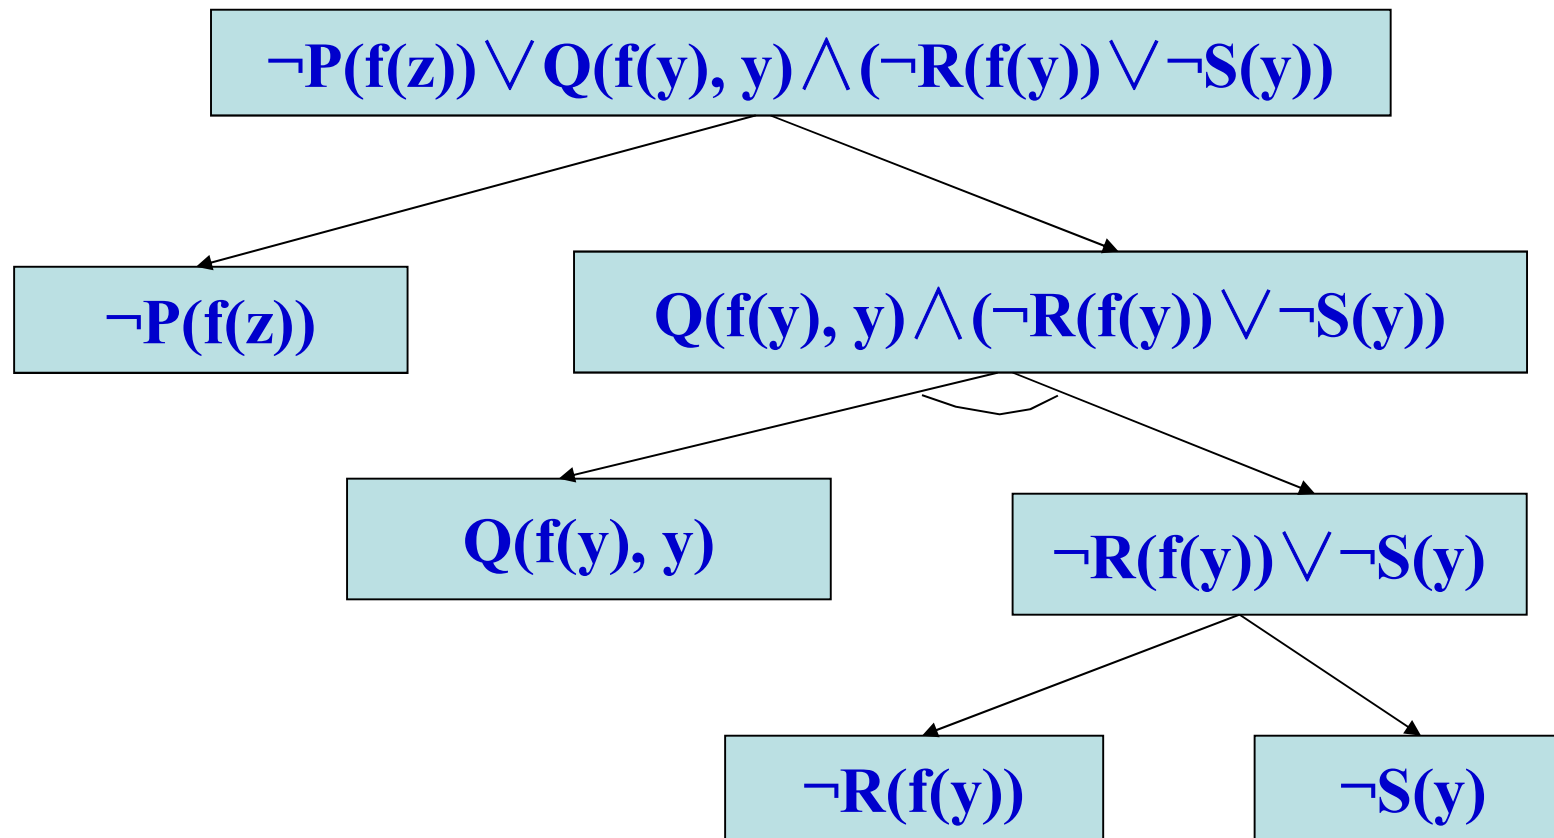 ¬P(f(z))∨Q(f(y), y)∧(¬R(f(y))∨¬S(y))
¬P(f(z))
Q(f(y), y)∧(¬R(f(y))∨¬S(y))
Q(f(y), y)
¬R(f(y))∨¬S(y)
¬R(f(y))
¬S(y)